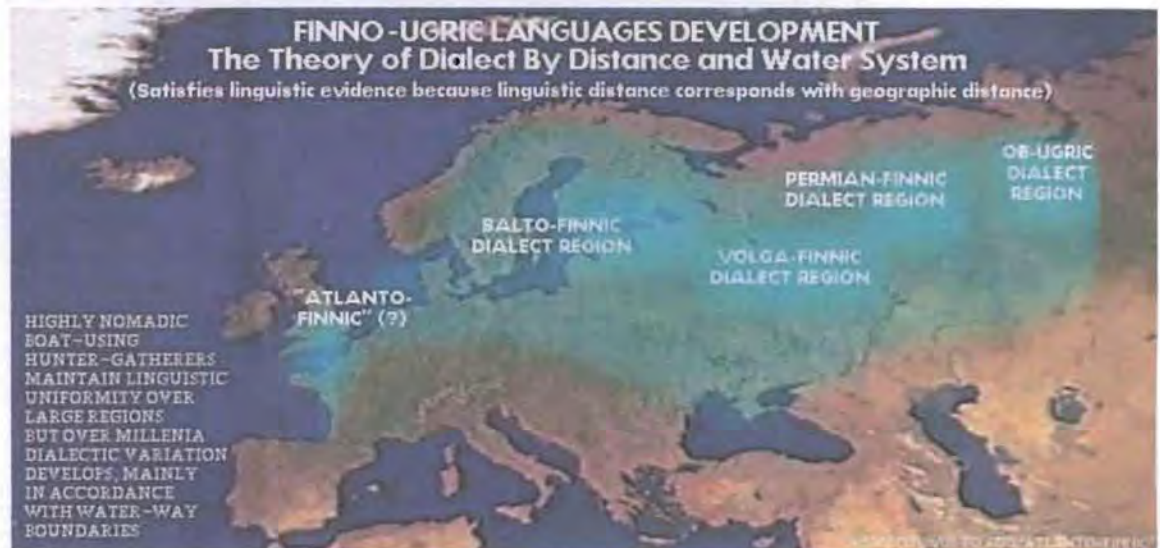 FINNO-UGRIC LANGUAGES DEVELOPMENT
The Theory of Dialect By Distance and Water System
(Satisfies linguistic evidence because linguistic distance corresponds with geographic distance)
OB-UGRIC
DIALECT
REGION
PERMIAN-FINNIC
DIALECT REGION
BALTO-FINNIC
DIALECT REGION
VOLGA-FINNIC
DIALECT REGION
"ATLANTO-
FINNIC" (?)
HIGHLY NOMADIC
BOAT-USING
HUNTER-GATHERERS
MAINTAIN LINGUISTIC
UNIFORMITY OVER
LARGE REGIONS
BUT OVER MILLENIA
DIALECTIC VARIATION
DEVELOPS, MAINLY
IN ACCORDANCE
WITH WATER-WAY
BOUNDARIES